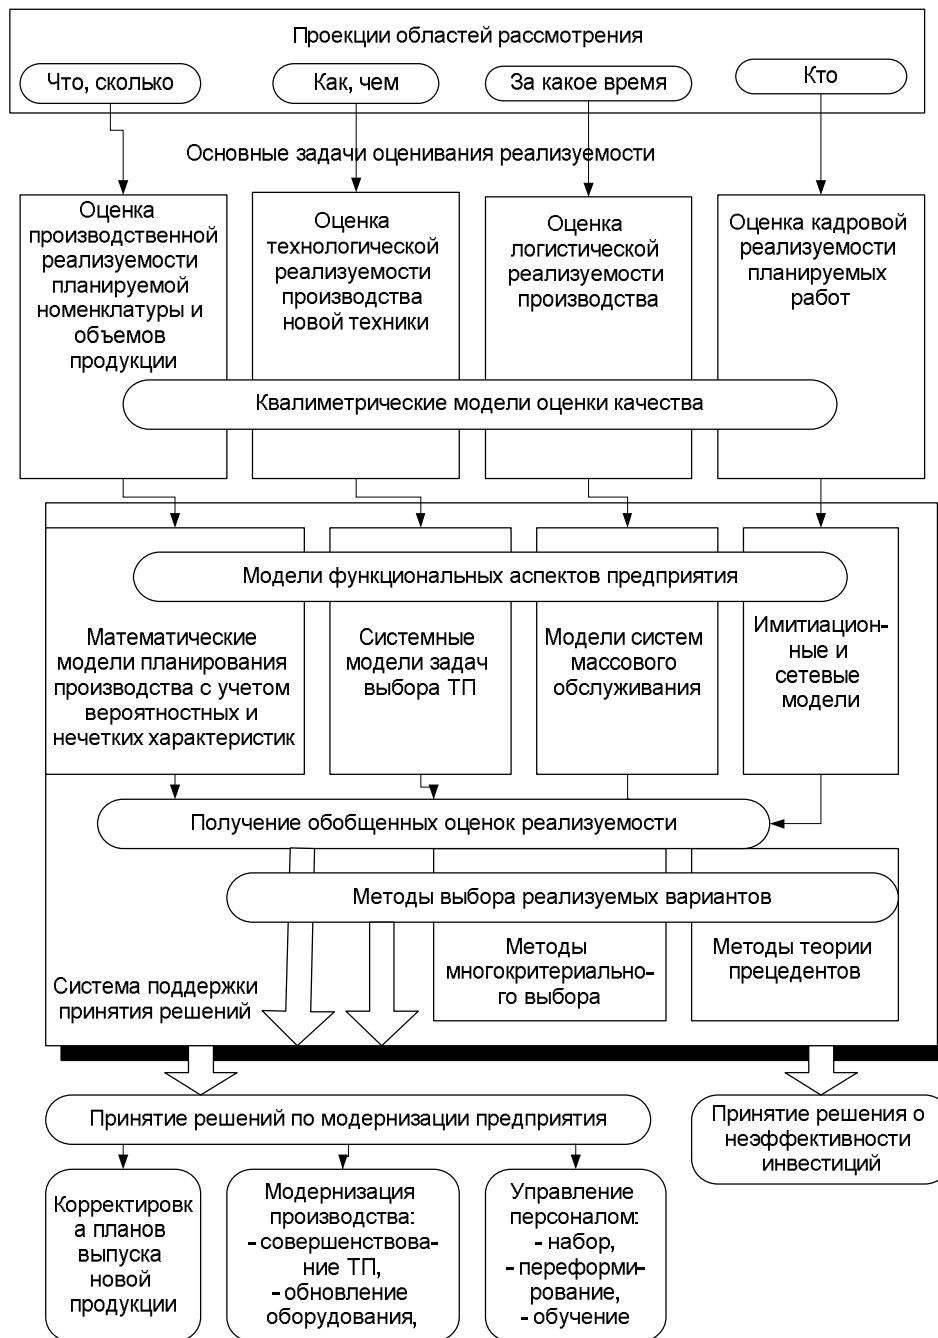 Проекции областей рассмотрения
Что, сколько
Как, чем
За какое время
Кто
Основные задачи оценивания реализуемости
Оценка
производственной
реализуемости
планируемой
номенклатуры и
объемов
продукции
Оценка
технологической
реализуемости
производства
новой техники
Оценка
логистической
реализуемости
производства
Оценка кадровой
реализуемости
планируемых
работ
Квалиметрические модели оценки качества
Модели функциональных аспектов предприятия
Математические
модели планирования
производства с учетом
вероятностных и
нечетких характеристик
Системные
модели задач
выбора ТП
Модели систем
массового
обслуживания
Имитиацион-
ные и
сетевые
модели
Получение обобщенных оценок реализуемости
Методы выбора реализуемых вариантов
Методы
многокритериально-
го выбора
Методы теории
прецедентов
Система поддержки
принятия решений
Принятие решений по модернизации предприятия
Принятие решения о
неэффективности
инвестиций
Корректировк
а планов
выпуска
новой
продукции
Модернизация
производства:
- совершенствова-
ние ТП,
- обновление
оборудования,
Управление
персоналом:
- набор,
- переформи-
рование,
- обучение